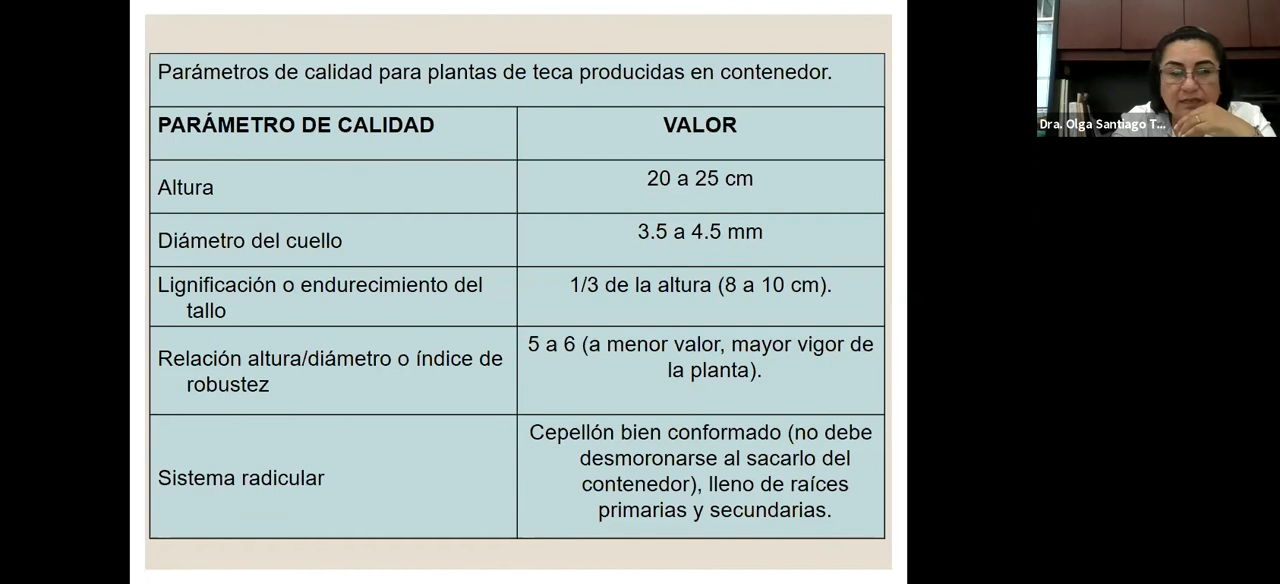 Parámetros de calidad para plantas de teca producidas en contenedor.
PARÁMETRO DE CALIDAD
VALOR
Altura
20 a 25 cm
Diámetro del cuello
3.5 a 4.5 mm
Lignificación o endurecimiento del
tallo
1/3 de la altura (8 a 10 cm).
Relación altura/diámetro o índice de
robustez
5 a 6 (a menor valor, mayor vigor de
la planta).
Sistema radicular
Cepellón bien conformado (no debe
desmoronarse al sacarlo del
contenedor), lleno de raíces
primarias y secundarias.
Dra. Olga Santiago T...